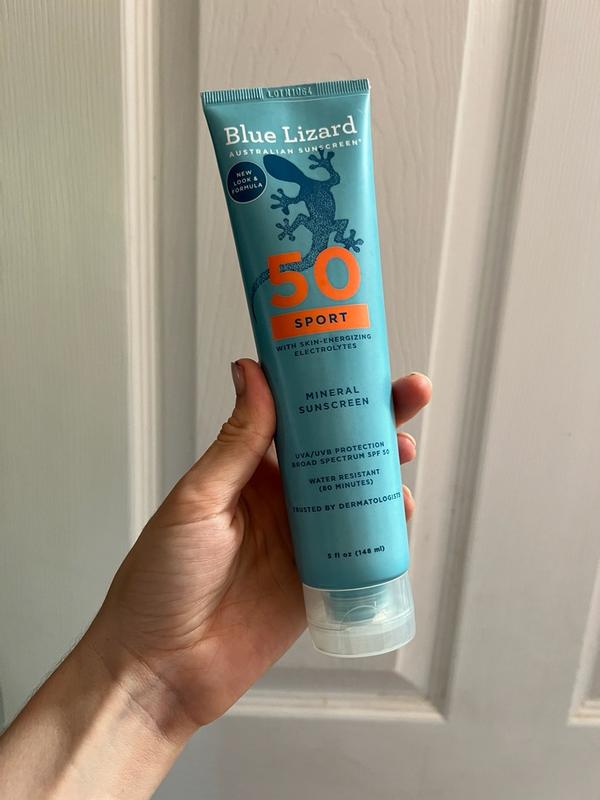 Blue Lizard
AUSTRALIAN SUNSCREEN®
NEW
LOOK &
FORMULA
50
SPORT
WITH SKIN-ENERGIZING
ELECTROLYTES
MINERAL
SUNSCREEN
UVA/UVB PROTECTION
BROAD SPECTRUM SPF 50
WATER RESISTANT
(80 MINUTES)
TRUSTED BY DERMATOLOGISTS
5 fl oz (148 ml)